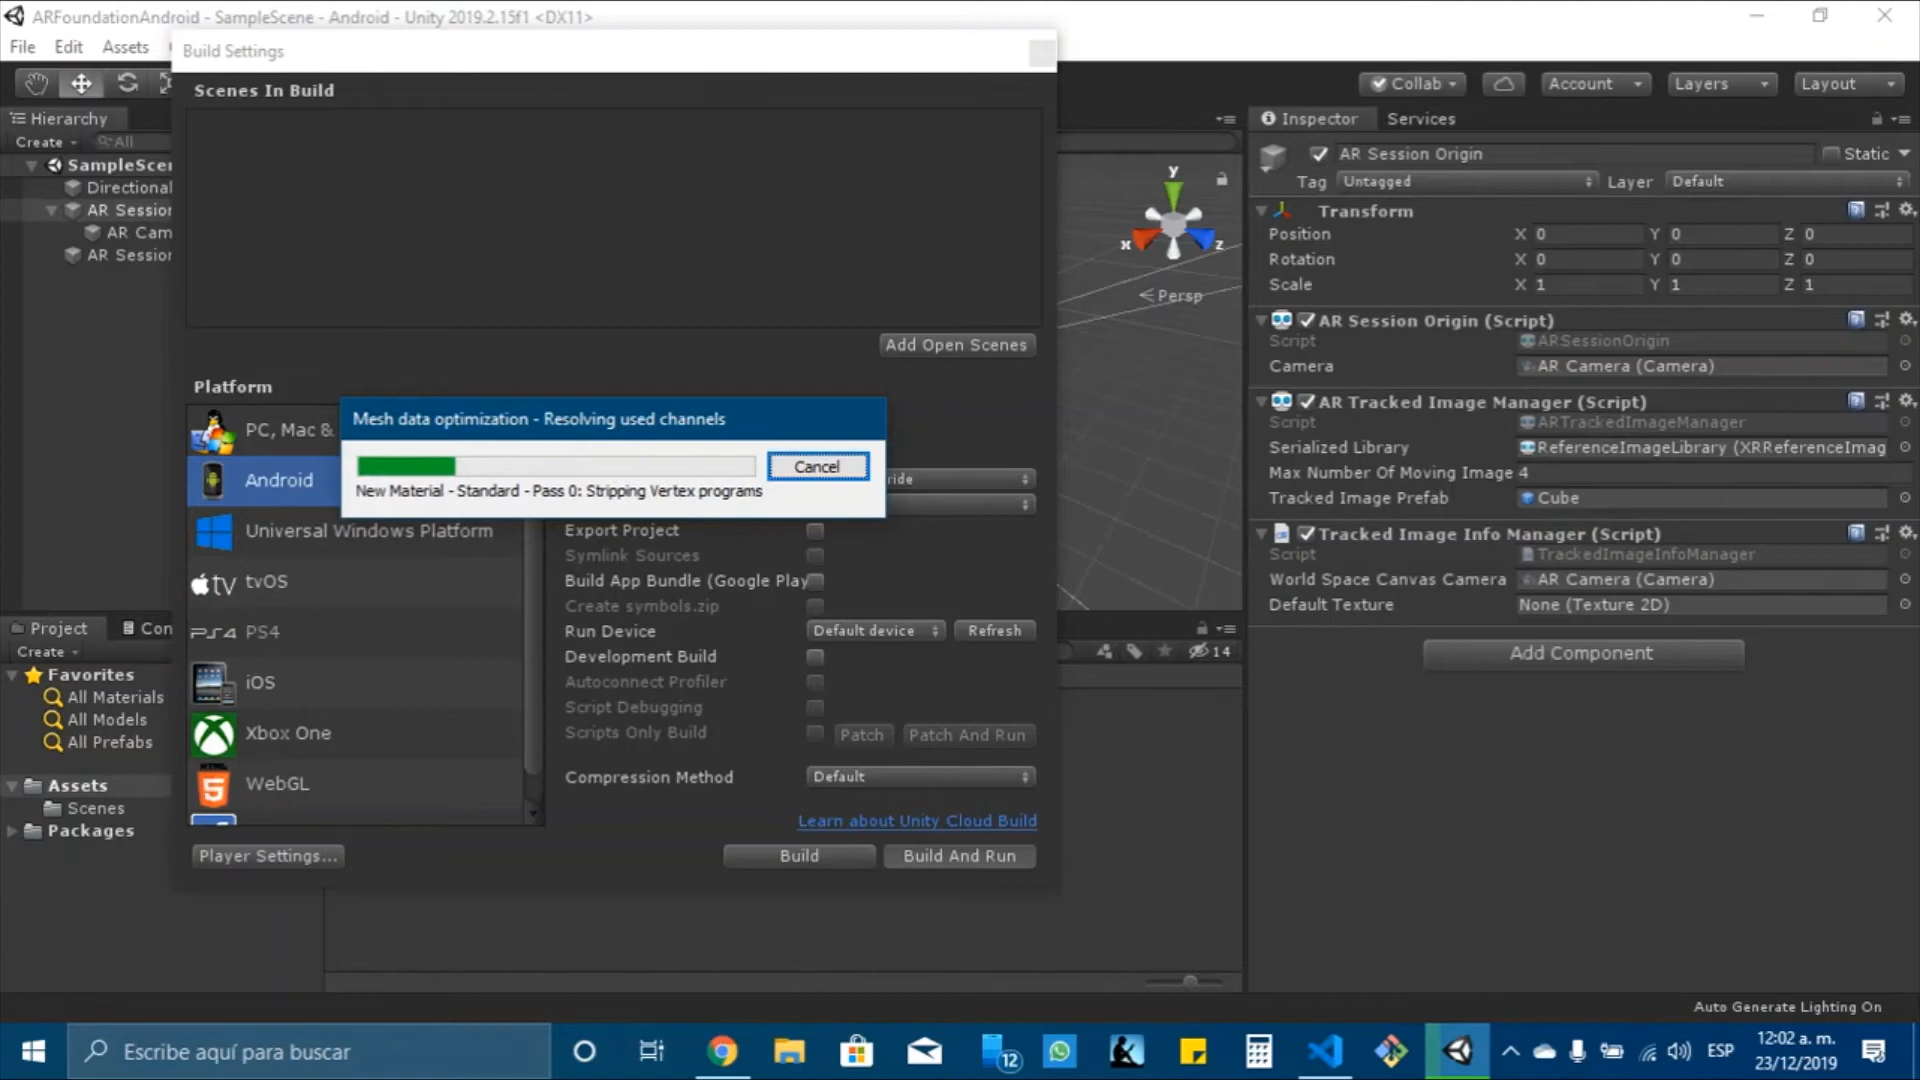 ARFoundationAndroid - SampleScene - Android - Unity 2019.2.15f1 <DX11>
File Edit Assets
Build Settings
Scenes In Build
Collab
Account
Layers
Layout
Hierarchy
Create
All
SampleScen
Directional
AR Session
AR Cam
AR Session
Add Open Scenes
Platform
PC, Mac &
Android
Universal Windows Platform
tvOS
PS4
iOS
Xbox One
WebGL
Mesh data optimization - Resolving used channels
Cancel
New Material - Standard - Pass 0: Stripping Vertex programs
ride
Export Project
Symlink Sources
Build App Bundle (Google Play
Create symbols.zip
Run Device Default device Refresh
Development Build
Autoconnect Profiler
Script Debugging
Scripts Only Build Patch Patch And Run
Compression Method Default
Learn about Unity Cloud Build
Player Settings... Build Build And Run
y
x
z
Persp
14
Project Con
Create
Favorites
All Materials
All Models
All Prefabs
Assets
Scenes
Packages
Inspector Services
AR Session Origin Static
Tag Untagged Layer Default
Transform
Position X 0 Y 0 Z 0
Rotation X 0 Y 0 Z 0
Scale X 1 Y 1 Z 1
AR Session Origin (Script)
Script ARSessionOrigin
Camera AR Camera (Camera)
AR Tracked Image Manager (Script)
Script ARTrackedImageManager
Serialized Library ReferenceImageLibrary (XRReferenceImag
Max Number Of Moving Image 4
Tracked Image Prefab Cube
Tracked Image Info Manager (Script)
Script TrackedImageInfoManager
World Space Canvas Camera AR Camera (Camera)
Default Texture None (Texture 2D)
Add Component
Auto Generate Lighting On
Escribe aquí para buscar
12
ESP
12:02 a. m.
23/12/2019